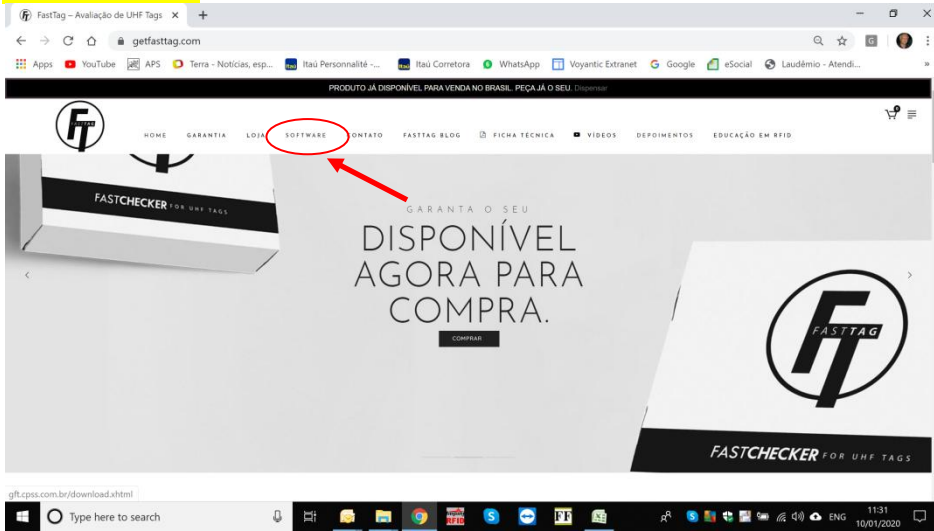 FastTag – Avaliação de UHF Tags
getfasttag.com
Apps YouTube APS Terra - Notícias, esp... Itaú Personnalité -... Itaú Corretora WhatsApp Voyantic Extranet Google eSocial Laudêmio - Atendi...
PRODUTO JÁ DISPONÍVEL PARA VENDA NO BRASIL. PEÇA JÁ O SEU. Dispensar
FASTTAG
HOME GARANTIA LOJA SOFTWARE CONTATO FASTTAG BLOG FICHA TÉCNICA VÍDEOS DEPOIMENTOS EDUCAÇÃO EM RFID
FASTCHECKER FOR UHF TAGS
GARANTA O SEU
DISPONÍVEL
AGORA PARA
COMPRA.
COMPRAR
FASTTAG
FASTCHECKER FOR UHF TAGS
gft.cpss.com.br/download.xhtml
Type here to search
RFID
FF
ENG
11:31
10/01/2020